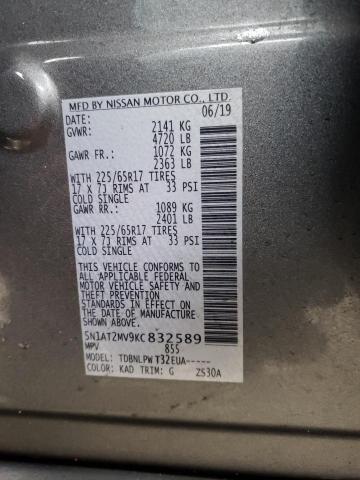 MFD BY NISSAN MOTOR CO., LTD.
DATE: 06/19
GVWR: 2141 KG
4720 LB
GAWR FR.: 1072 KG
2363 LB
WITH 225/65R17 TIRES
17 X 7J RIMS AT 33 PSI
COLD SINGLE
GAWR RR.: 1089 KG
2401 LB
WITH 225/65R17 TIRES
17 X 7J RIMS AT 33 PSI
COLD SINGLE
THIS VEHICLE CONFORMS TO
ALL APPLICABLE FEDERAL
MOTOR VEHICLE SAFETY AND
THEFT PREVENTION
STANDARDS IN EFFECT ON
THE DATE OF MANUFACTURE
SHOWN ABOVE.
5N1AT2MV9KC832589
MPV 855
MODEL: TDBNLPW T32EUA-----
COLOR: KAD TRIM: G ZS30A